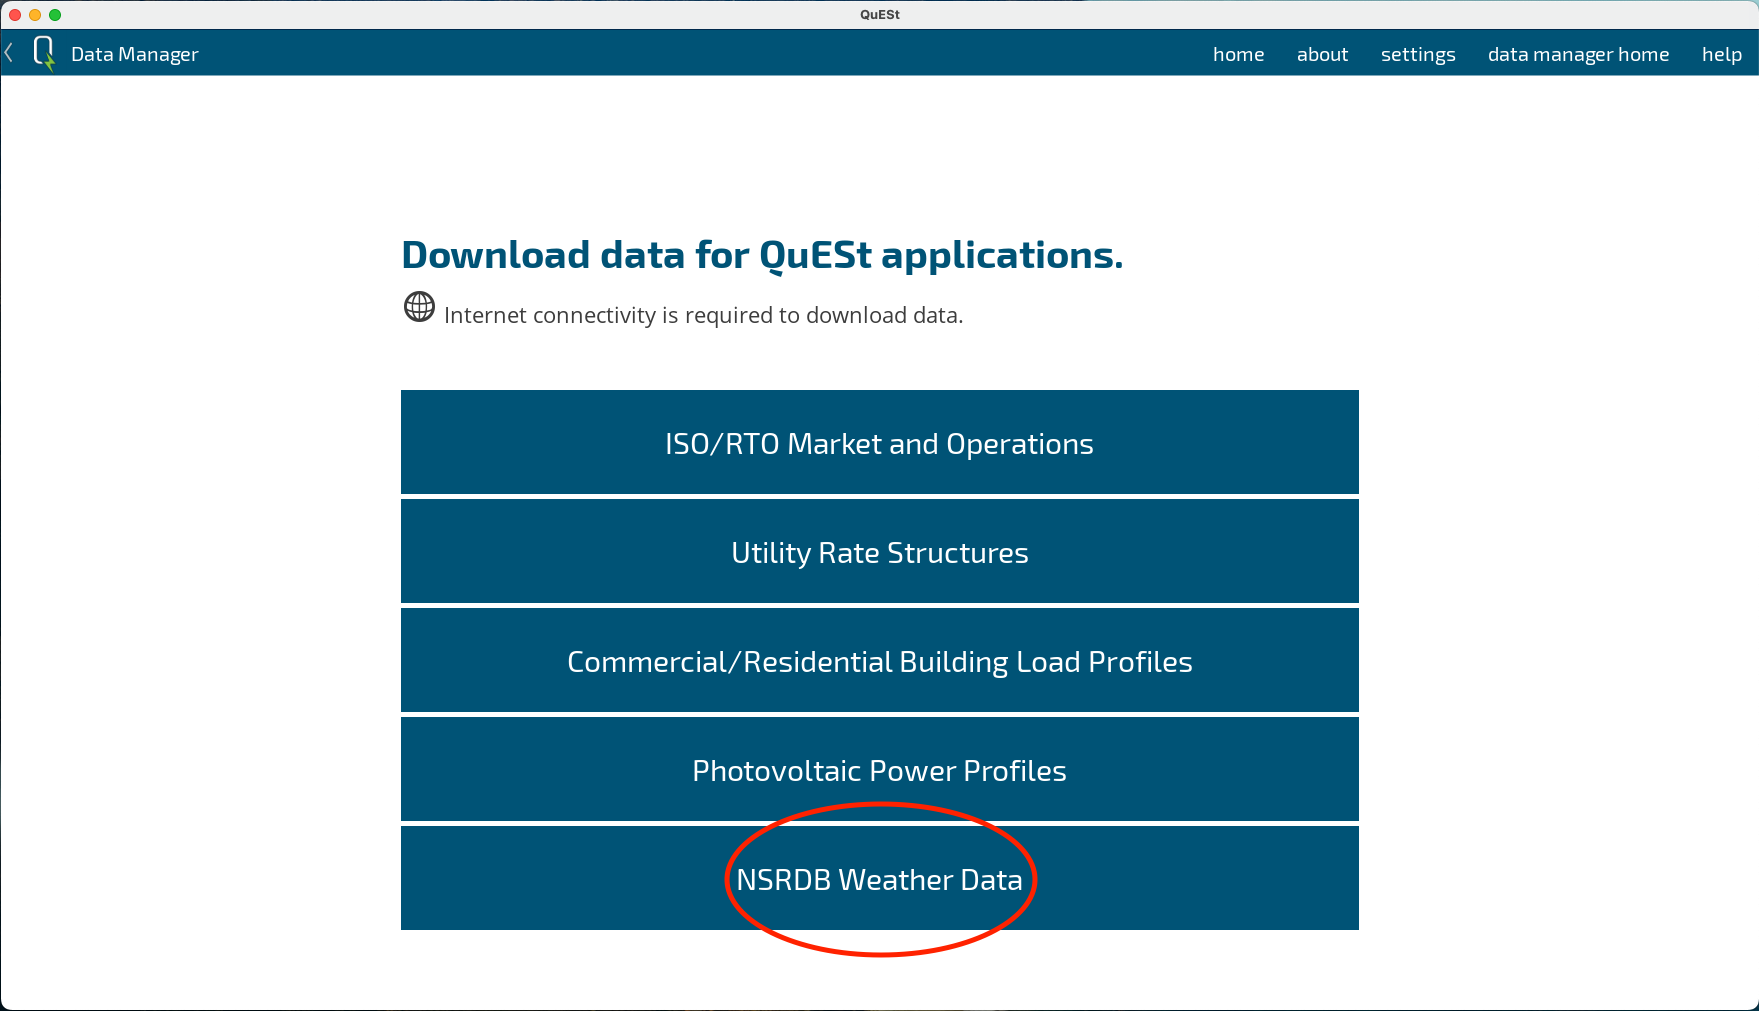 QuESt
Data Manager
home about settings data manager home help
Download data for QuESt applications.
Internet connectivity is required to download data.
ISO/RTO Market and Operations
Utility Rate Structures
Commercial/Residential Building Load Profiles
Photovoltaic Power Profiles
NSRDB Weather Data